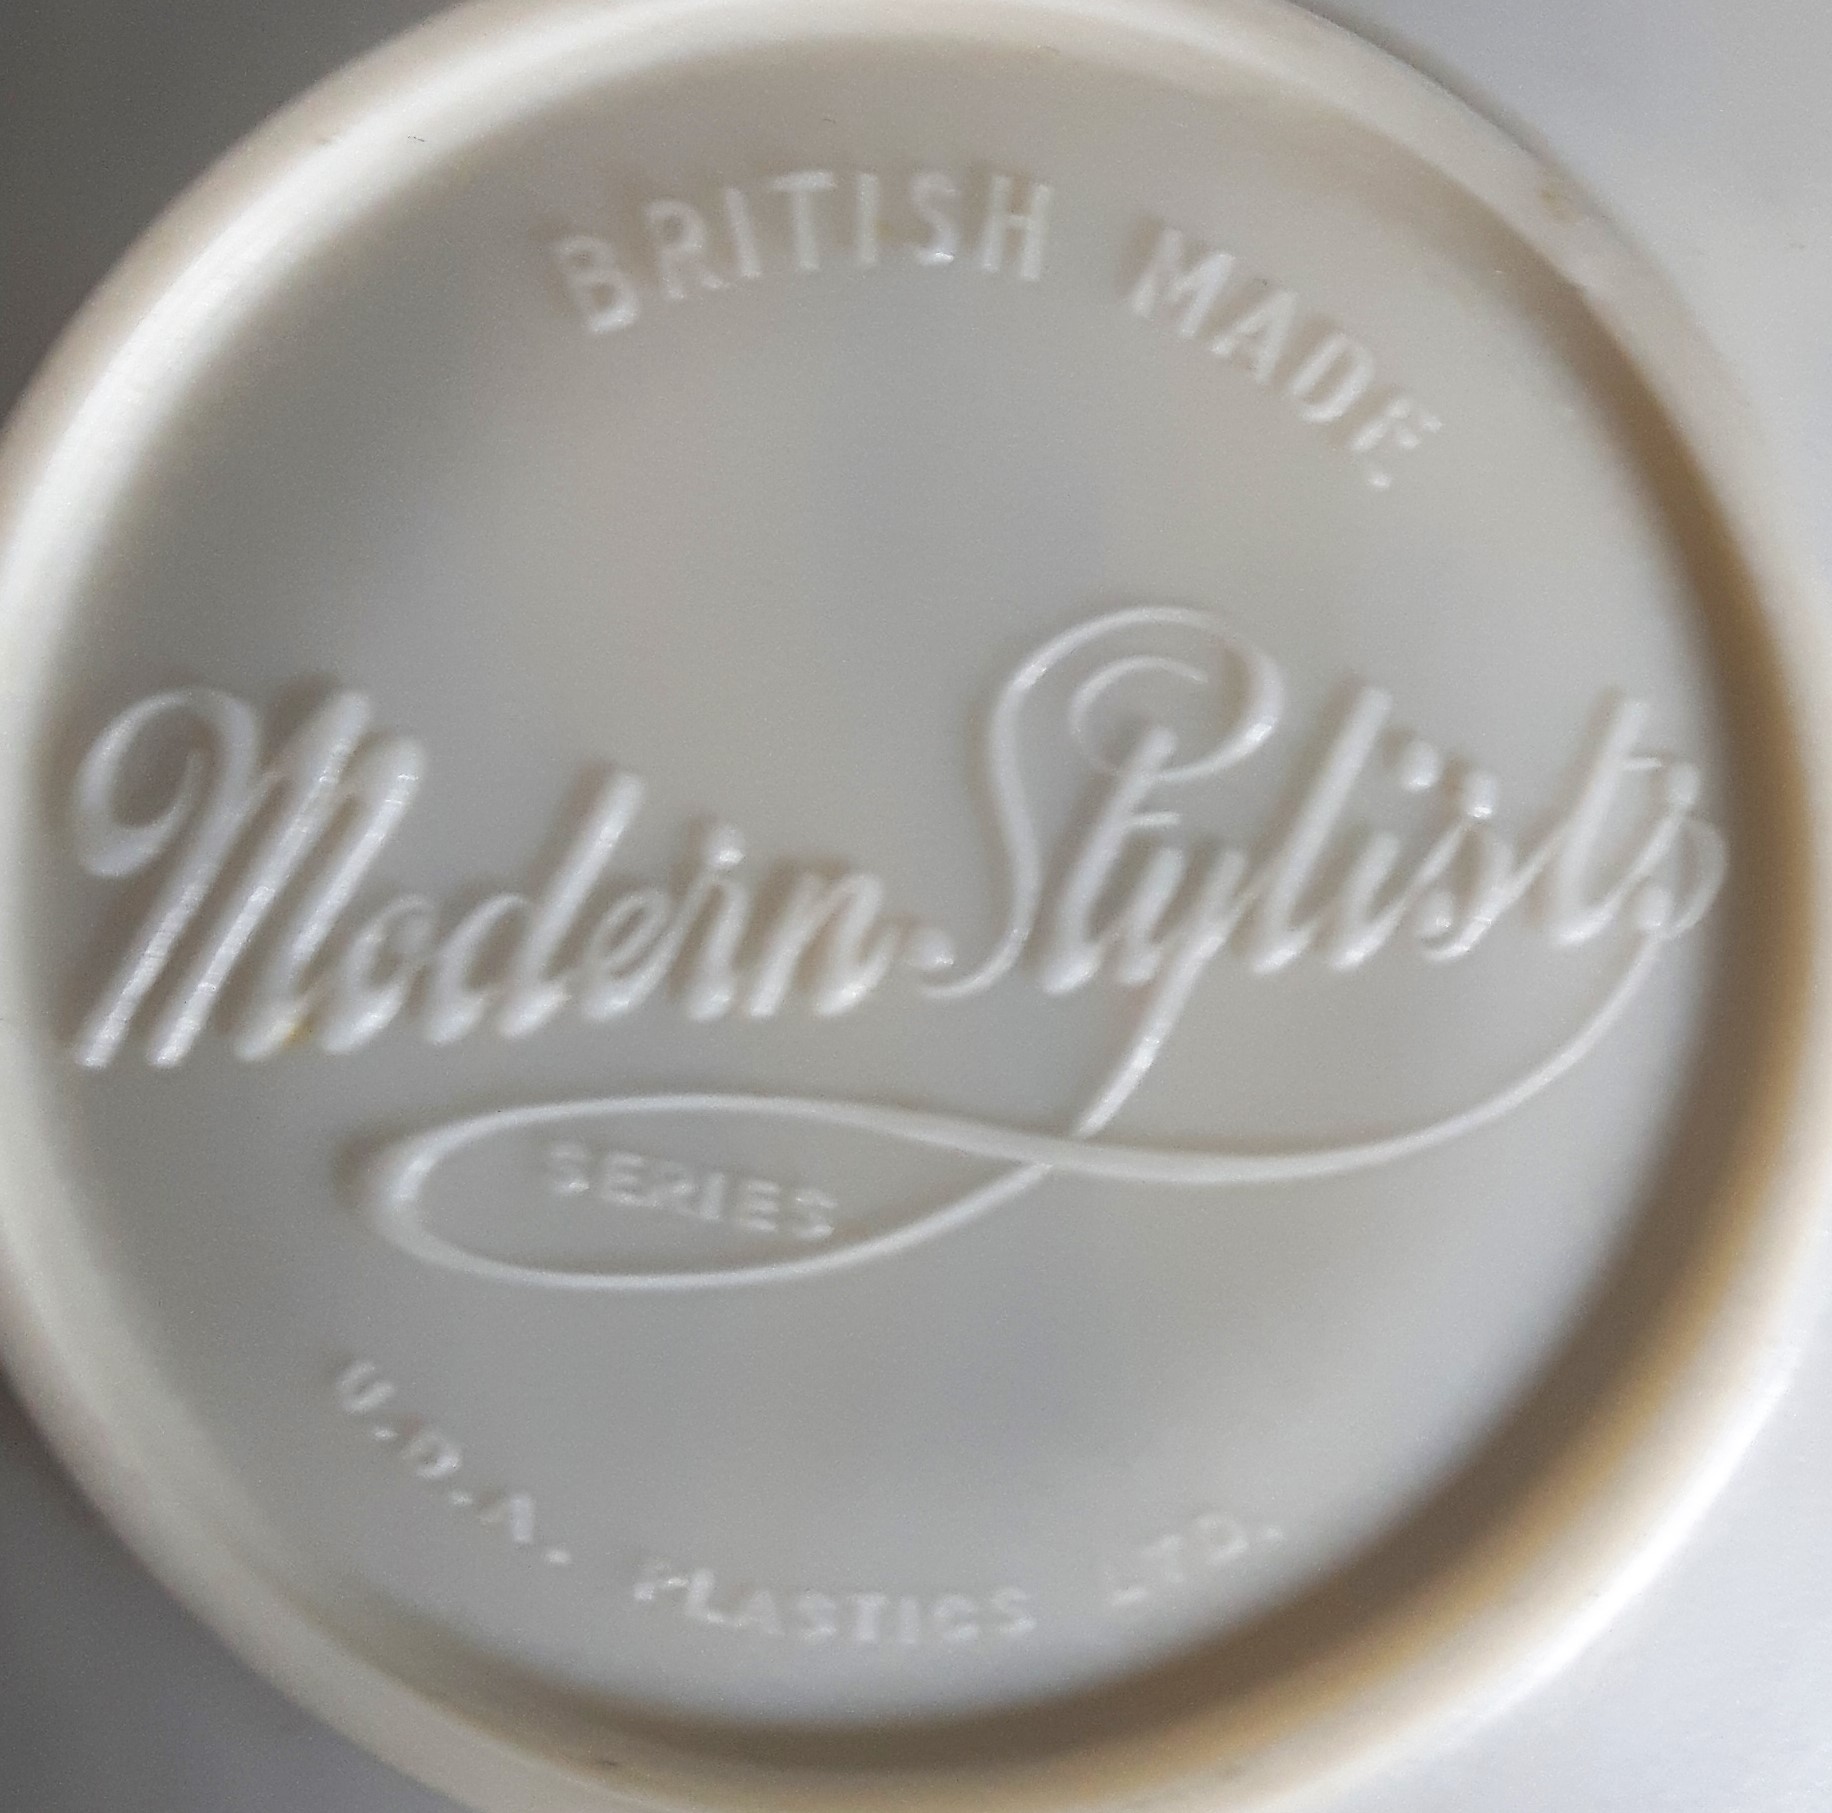 BRITISH MADE
Modern Stylists
SERIES
U.D.A. PLASTICS LTD.